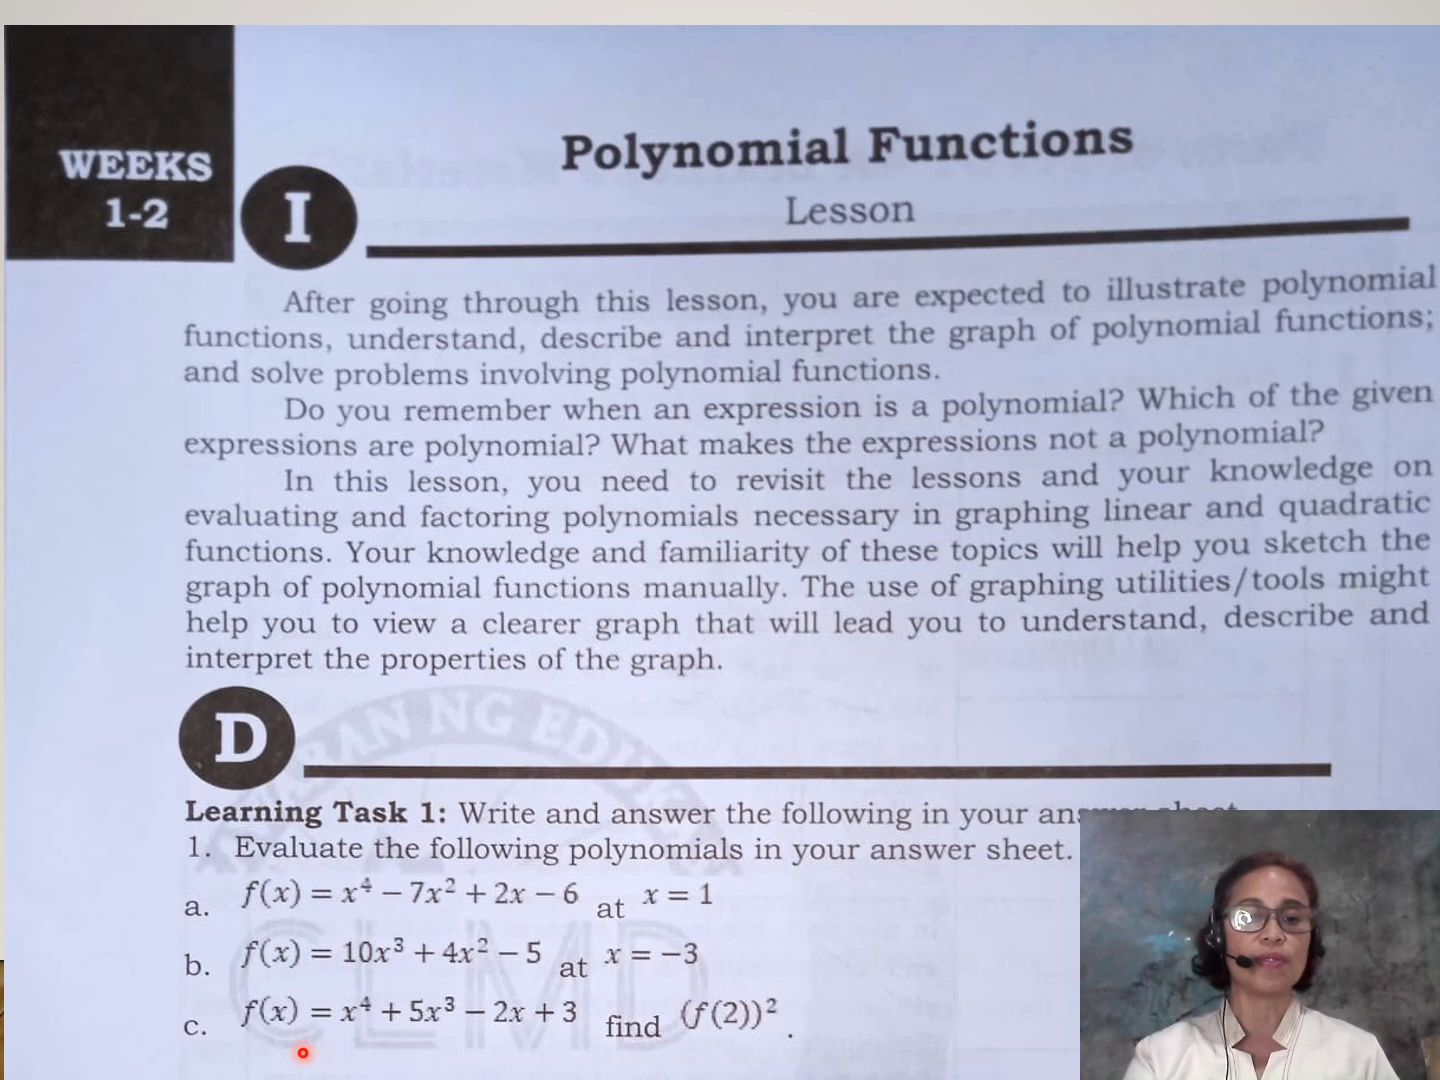 WEEKS
1-2
I
Polynomial Functions
Lesson
After going through this lesson, you are expected to illustrate polynomial
functions, understand, describe and interpret the graph of polynomial functions;
and solve problems involving polynomial functions.
Do you remember when an expression is a polynomial? Which of the given
expressions are polynomial? What makes the expressions not a polynomial?
In this lesson, you need to revisit the lessons and your knowledge on
evaluating and factoring polynomials necessary in graphing linear and quadratic
functions. Your knowledge and familiarity of these topics will help you sketch the
graph of polynomial functions manually. The use of graphing utilities/tools might
help you to view a clearer graph that will lead you to understand, describe and
interpret the properties of the graph.
NG
D
Learning Task 1: Write and answer the following in your
1. Evaluate the following polynomials in your answer sheet.
a. f(x) = x⁴ − 7x² + 2x − 6 at x = 1
b. f(x) = 10x³ + 4x² − 5 at x = −3
c. f(x) = x⁴ + 5x³ − 2x + 3 find (f(2))² .
CLMD